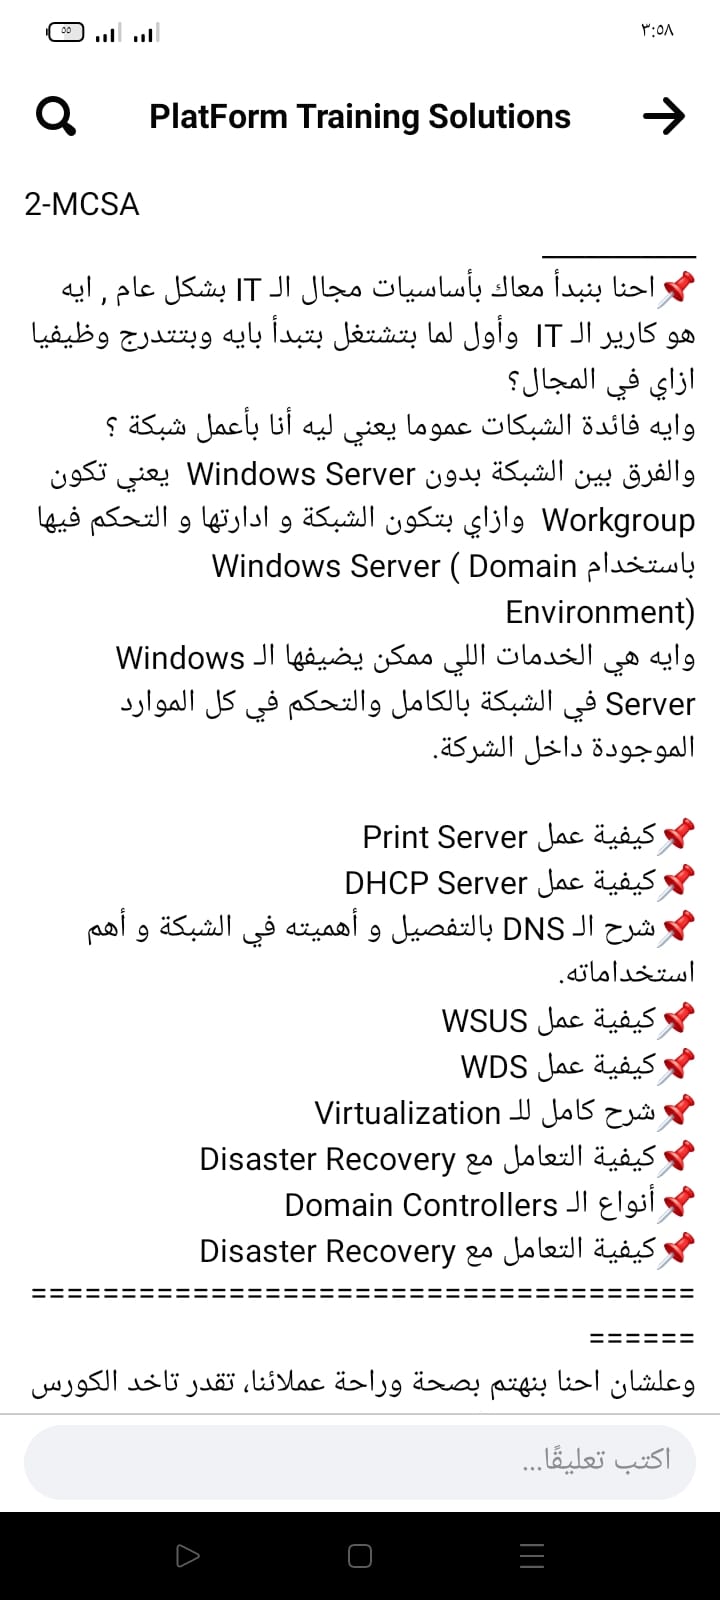 ٣:٥٨
٥٥
PlatForm Training Solutions
2-MCSA
📌احنا بنبدأ معاك بأساسيات مجال الـ IT بشكل عام , ايه
هو كارير الـ IT وأول لما بتشتغل بتبدأ بايه وبتتدرج وظيفيا
ازاي في المجال؟
وايه فائدة الشبكات عموما يعني ليه أنا بأعمل شبكة ؟
والفرق بين الشبكة بدون Windows Server يعني تكون
Workgroup وازاي بتكون الشبكة و ادارتها و التحكم فيها
باستخدام Windows Server ( Domain
Environment)
وايه هي الخدمات اللي ممكن يضيفها الـ Windows
Server في الشبكة بالكامل والتحكم في كل الموارد
الموجودة داخل الشركة.
📌كيفية عمل Print Server
📌كيفية عمل DHCP Server
📌شرح الـ DNS بالتفصيل و أهميته في الشبكة و أهم
استخداماته.
📌كيفية عمل WSUS
📌كيفية عمل WDS
📌شرح كامل للـ Virtualization
📌كيفية التعامل مع Disaster Recovery
📌أنواع الـ Domain Controllers
📌كيفية التعامل مع Disaster Recovery
=====================================
======
وعلشان احنا بنهتم بصحة وراحة عملائنا، تقدر تاخد الكورس
اكتب تعليقًا...